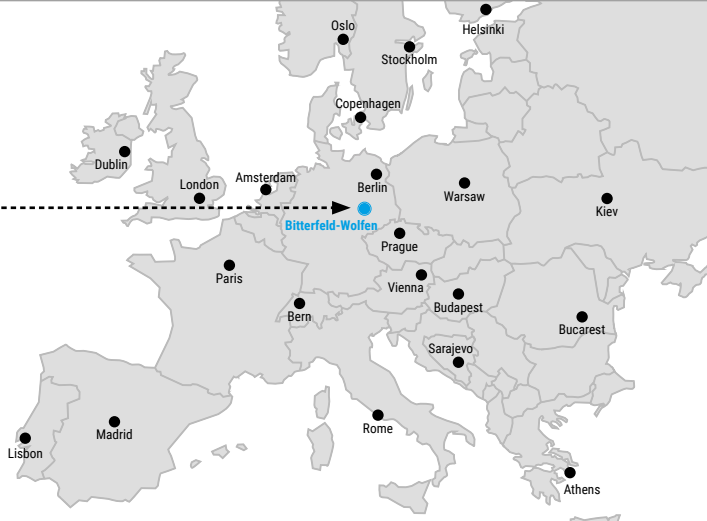 Oslo
Helsinki
Stockholm
Copenhagen
Dublin
London
Amsterdam
Berlin
Warsaw
Kiev
Bitterfeld-Wolfen
Prague
Paris
Vienna
Budapest
Bern
Bucarest
Sarajevo
Rome
Madrid
Lisbon
Athens